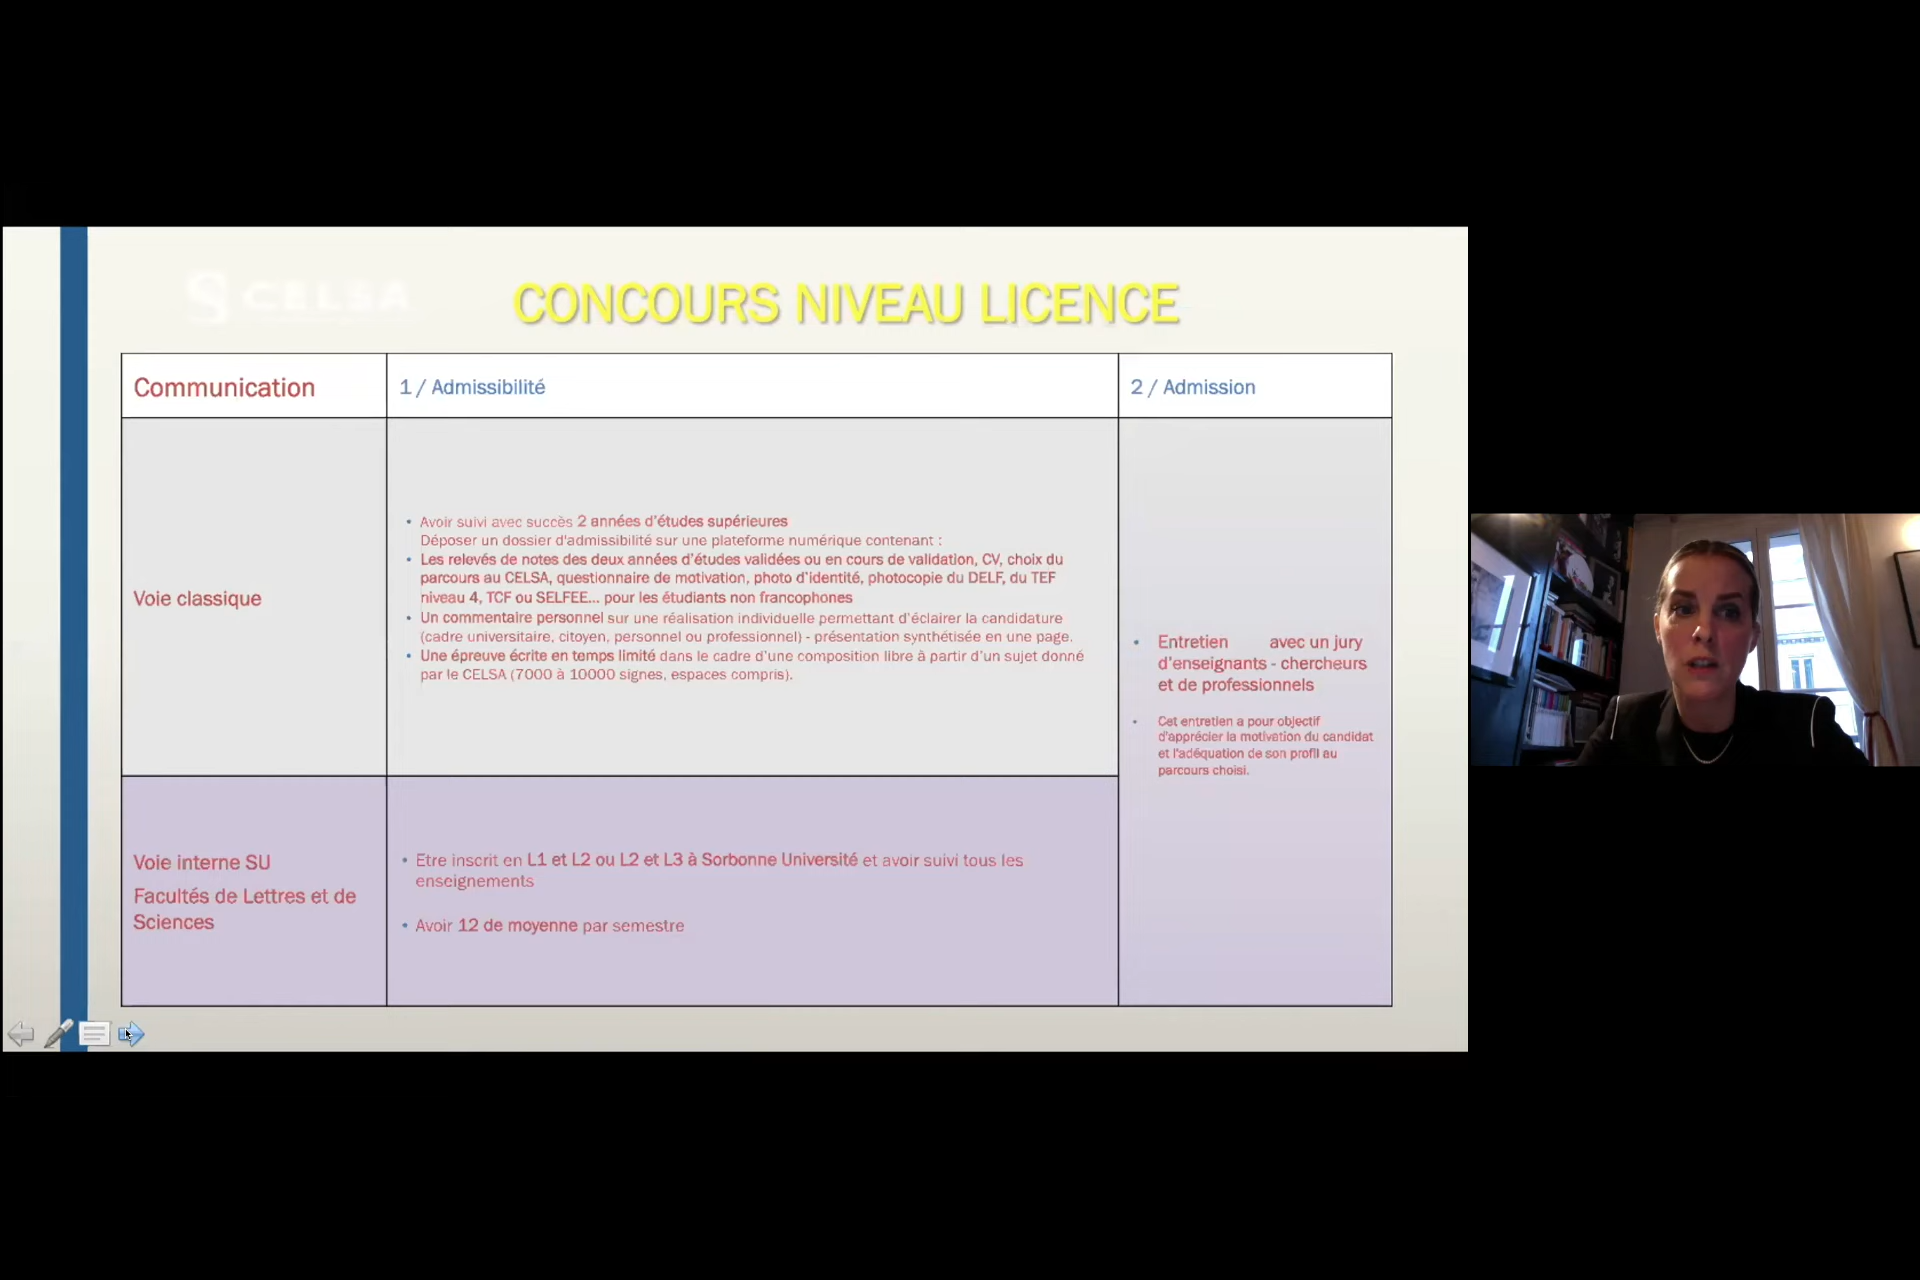 CELSA
CONCOURS NIVEAU LICENCE
Communication
1 / Admissibilité
2 / Admission
Voie classique
• Avoir suivi avec succès 2 années d'études supérieures
Déposer un dossier d'admissibilité sur une plateforme numérique contenant :
• Les relevés de notes des deux années d'études validées ou en cours de validation, CV, choix du
parcours au CELSA, questionnaire de motivation, photo d'identité, photocopie du DELF, du TEF
niveau 4, TCF ou SELFEE... pour les étudiants non francophones
• Un commentaire personnel sur une réalisation individuelle permettant d'éclairer la candidature
(cadre universitaire, citoyen, personnel ou professionnel) - présentation synthétisée en une page.
• Une épreuve écrite en temps limité dans le cadre d'une composition libre à partir d'un sujet donné
par le CELSA (7000 à 10000 signes, espaces compris).
• Entretien avec un jury
d'enseignants - chercheurs
et de professionnels
• Cet entretien a pour objectif
d'apprécier la motivation du candidat
et l'adéquation de son profil au
parcours choisi.
Voie interne SU
Facultés de Lettres et de
Sciences
• Etre inscrit en L1 et L2 ou L2 et L3 à Sorbonne Université et avoir suivi tous les
enseignements
• Avoir 12 de moyenne par semestre